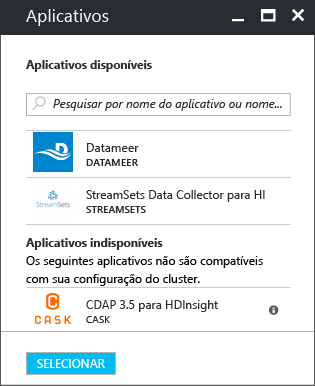 Aplicativos
Aplicativos disponíveis
Pesquisar por nome do aplicativo ou nome...
Datameer
DATAMEER
StreamSets Data Collector para HI
STREAMSETS
StreamSets
Aplicativos indisponíveis
Os seguintes aplicativos não são compatíveis
com sua configuração do cluster.
CDAP 3.5 para HDInsight
CASK
CASK
SELECIONAR